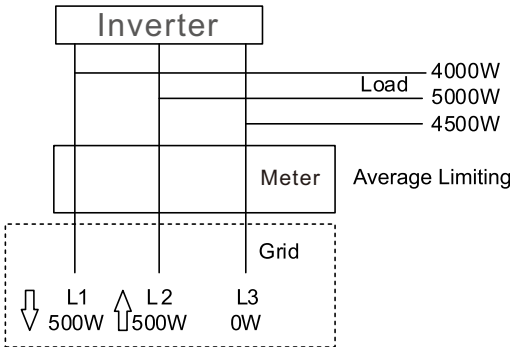 Inverter
4000W
Load
5000W
4500W
Meter
Average Limiting
Grid
L1 L2 L3
500W 500W 0W